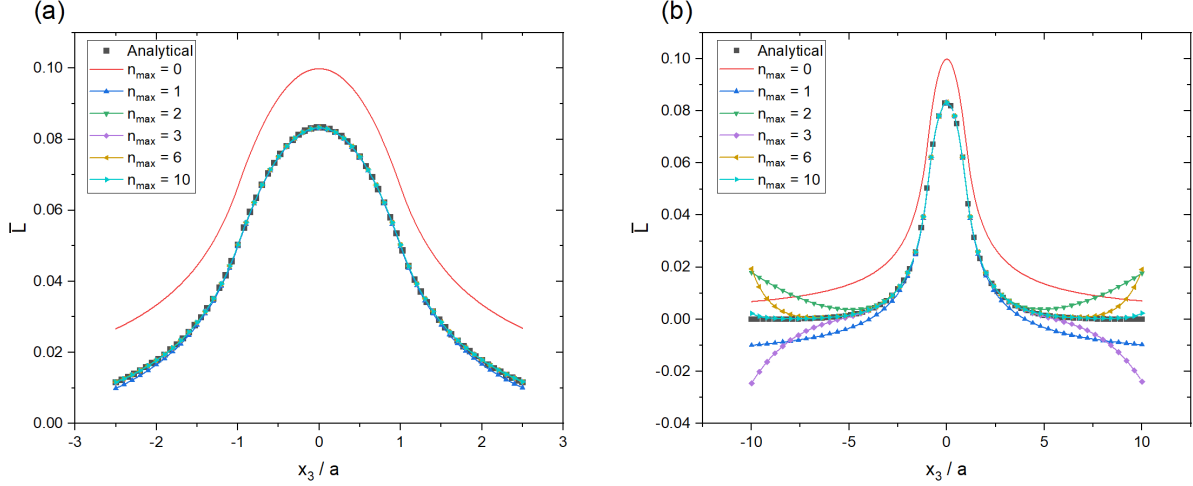 (a)
Analytical
n_max = 0
n_max = 1
n_max = 2
n_max = 3
n_max = 6
n_max = 10
L̅
0.10
0.08
0.06
0.04
0.02
0.00
-3 -2 -1 0 1 2 3
x_3 / a
(b)
Analytical
n_max = 0
n_max = 1
n_max = 2
n_max = 3
n_max = 6
n_max = 10
L̅
0.10
0.08
0.06
0.04
0.02
0.00
-0.02
-0.04
-10 -5 0 5 10
x_3 / a